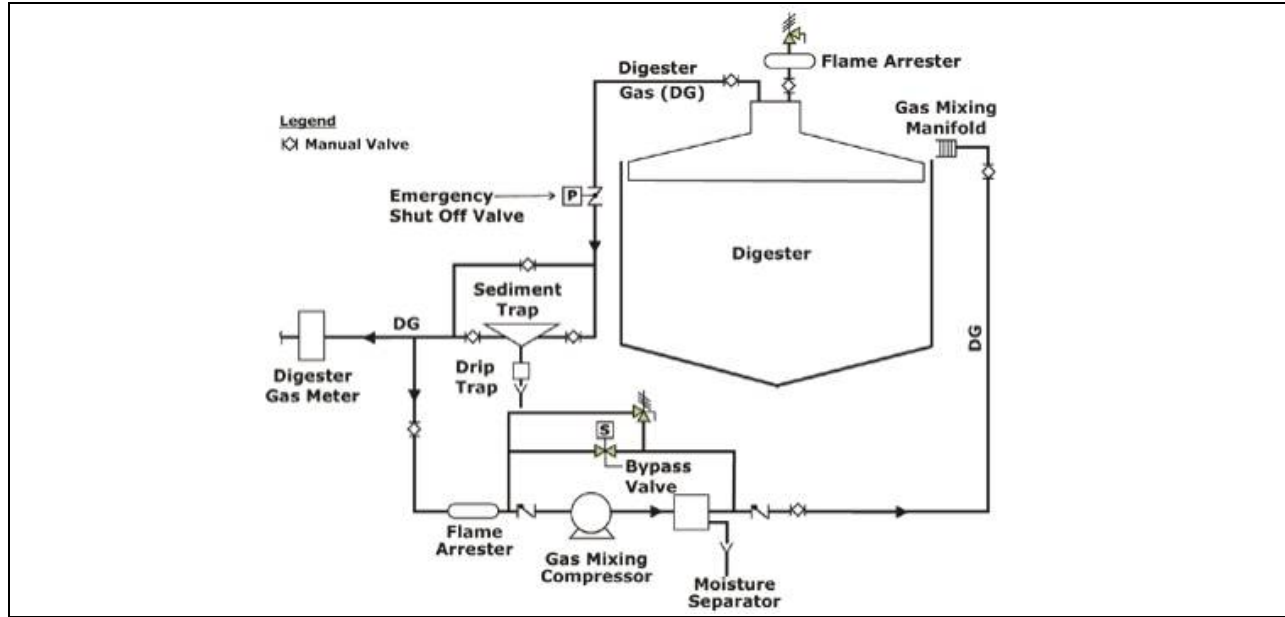 Flame Arrester
Digester
Gas (DG)
Gas Mixing
Manifold
Legend
Manual Valve
Emergency
Shut Off Valve
P
Digester
Sediment
Trap
DG
DG
Drip
Trap
Digester
Gas Meter
S
Bypass
Valve
Flame
Arrester
Gas Mixing
Compressor
Moisture
Separator